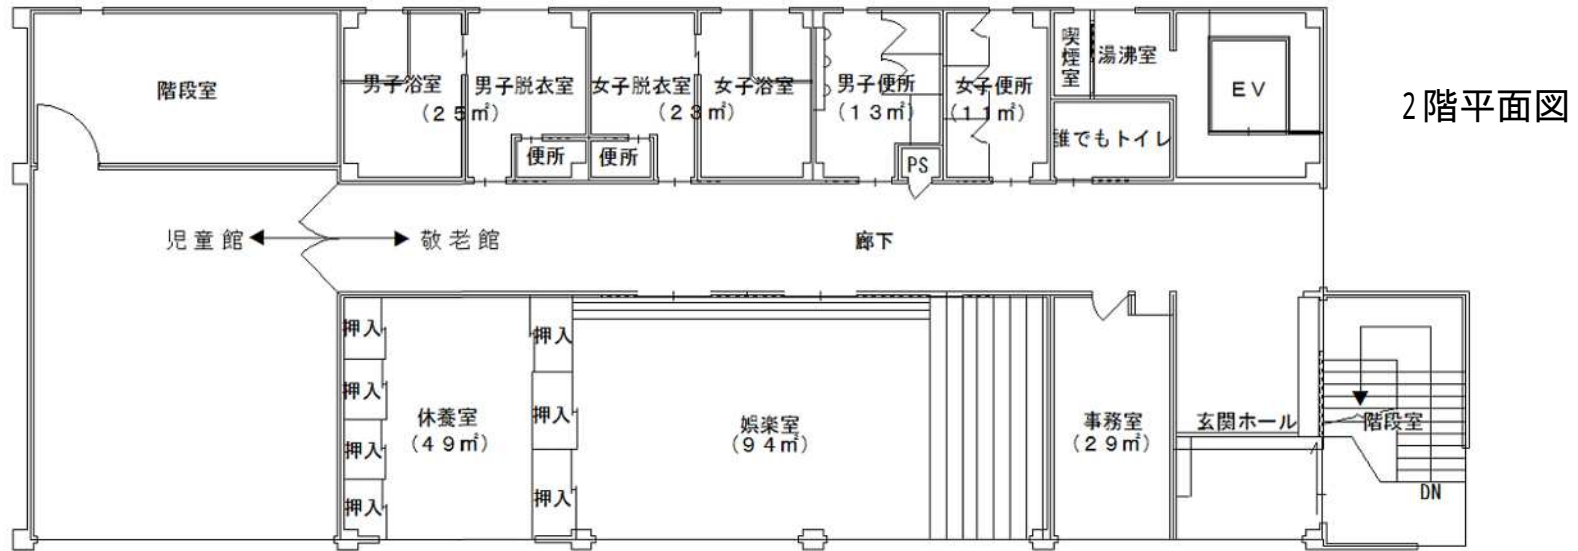 2階平面図
階段室
男子浴室
男子脱衣室
(25㎡)
女子脱衣室
女子浴室
(23㎡)
男子便所
(13㎡)
女子便所
(11㎡)
喫煙室
湯沸室
EV
便所
便所
PS
誰でもトイレ
児童館
敬老館
廊下
押入
押入
押入
押入
休養室
(49㎡)
押入
押入
押入
娯楽室
(94㎡)
事務室
(29㎡)
玄関ホール
階段室
DN